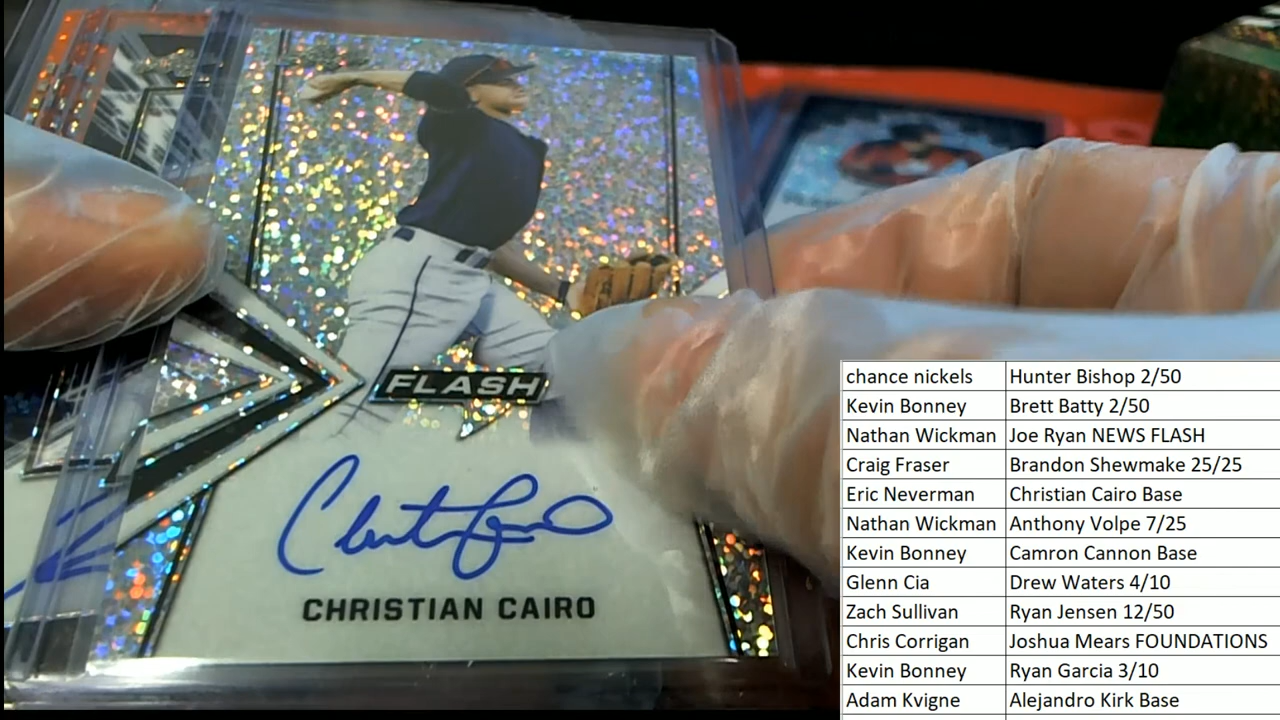 FLASH
CHRISTIAN CAIRO
chance nickels Hunter Bishop 2/50
Kevin Bonney Brett Batty 2/50
Nathan Wickman Joe Ryan NEWS FLASH
Craig Fraser Brandon Shewmake 25/25
Eric Neverman Christian Cairo Base
Nathan Wickman Anthony Volpe 7/25
Kevin Bonney Camron Cannon Base
Glenn Cia Drew Waters 4/10
Zach Sullivan Ryan Jensen 12/50
Chris Corrigan Joshua Mears FOUNDATIONS
Kevin Bonney Ryan Garcia 3/10
Adam Kvigne Alejandro Kirk Base